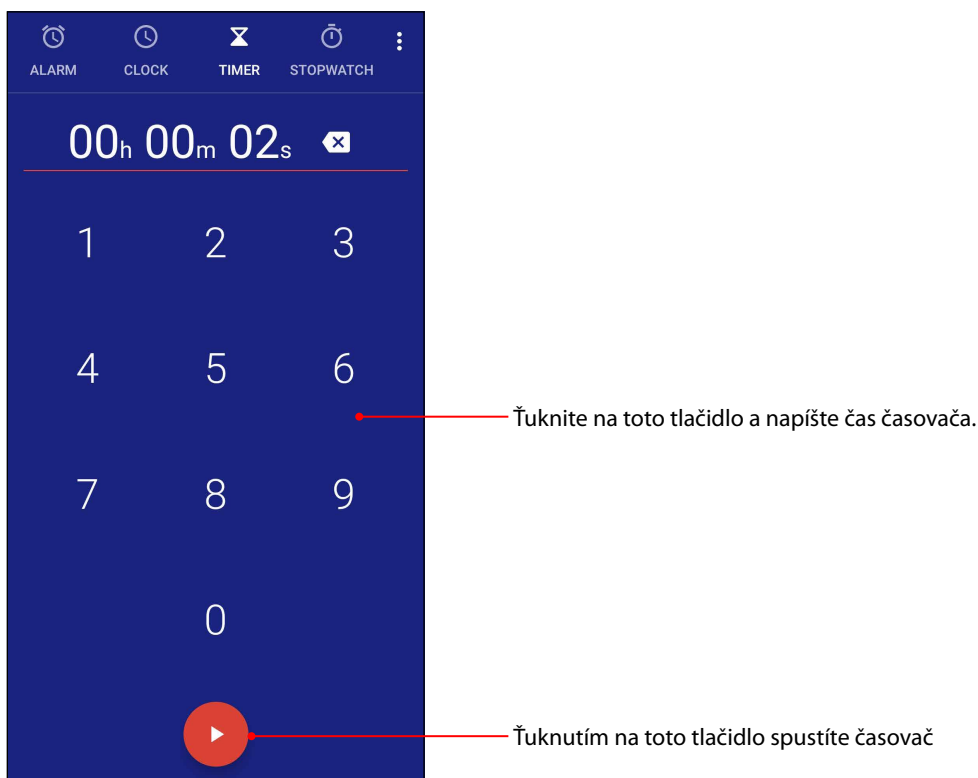 ALARM CLOCK TIMER STOPWATCH
00h 00m 02s
1 2 3
4 5 6
Ťuknite na toto tlačidlo a napíšte čas časovača.
7 8 9
0
Ťuknutím na toto tlačidlo spustíte časovač